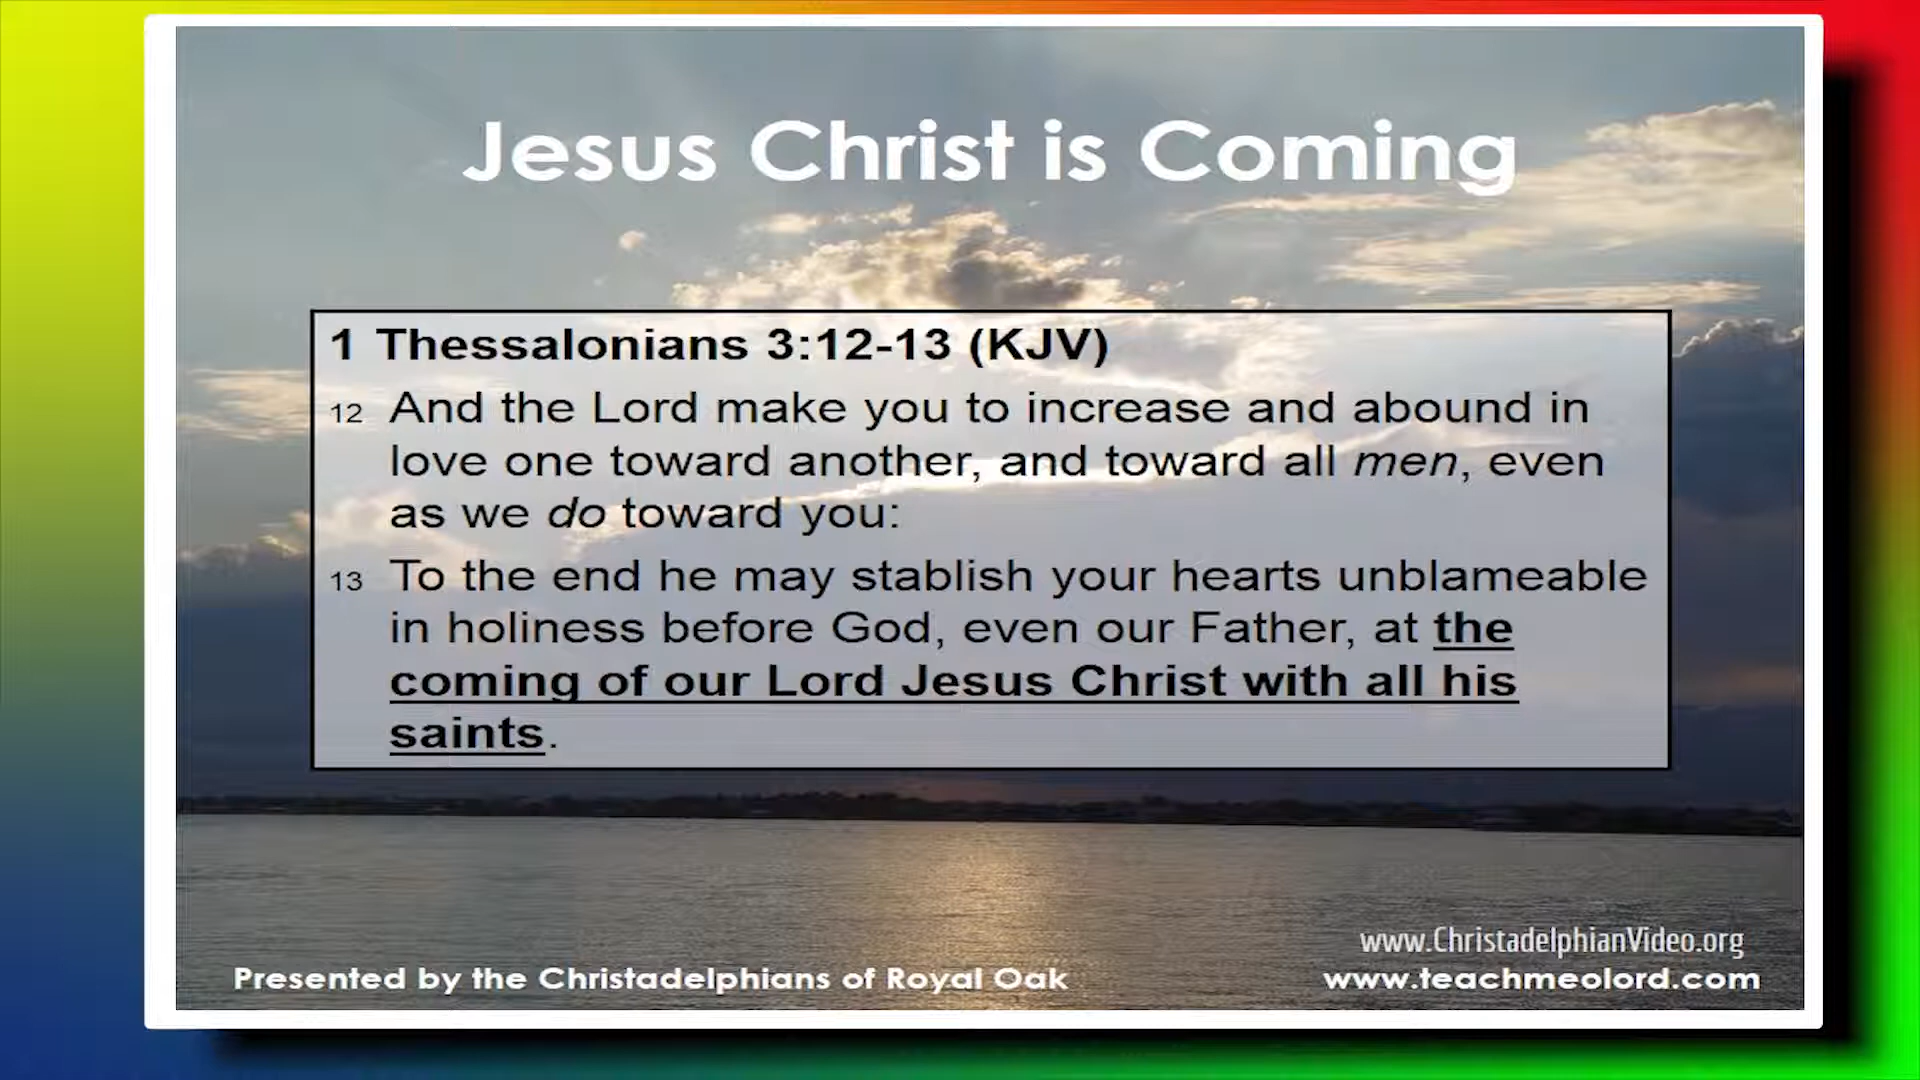 Jesus Christ is Coming
1 Thessalonians 3:12-13 (KJV)
12 And the Lord make you to increase and abound in
love one toward another, and toward all men, even
as we do toward you:
13 To the end he may stablish your hearts unblameable
in holiness before God, even our Father, at the
coming of our Lord Jesus Christ with all his
saints.
www.ChristadelphianVideo.org
Presented by the Christadelphians of Royal Oak
www.teachmeolord.com